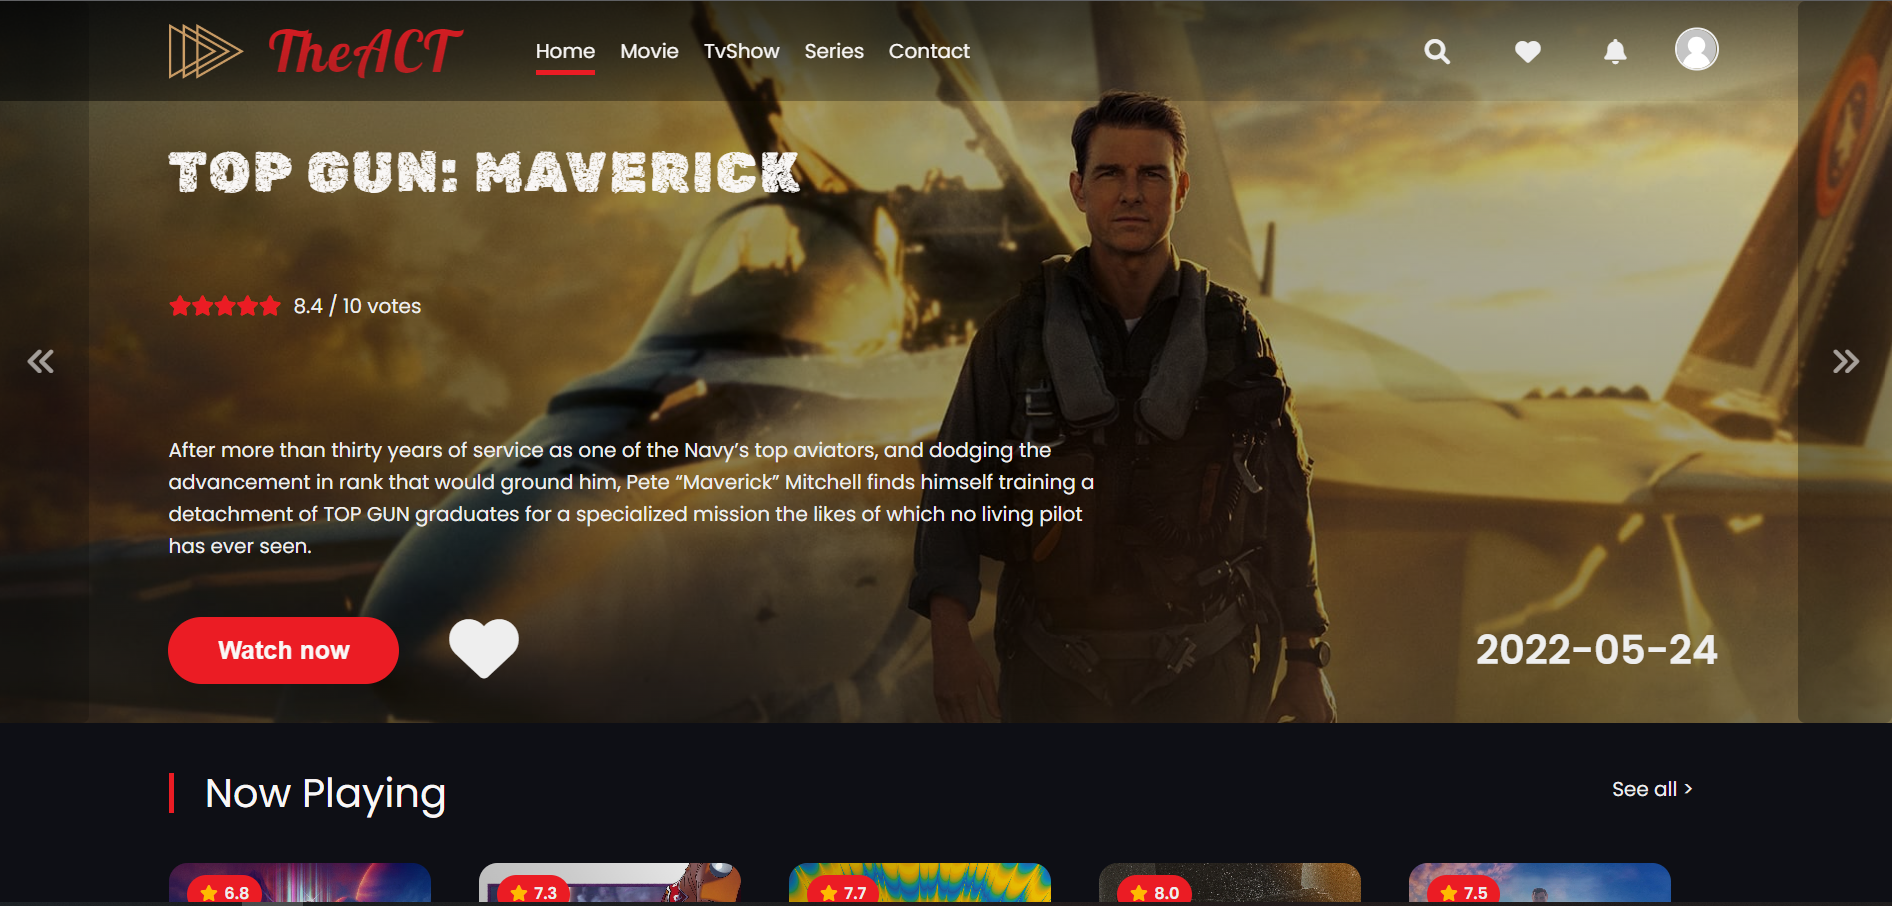 TheACT
Home Movie TvShow Series Contact
TOP GUN: MAVERICK
8.4 / 10 votes
After more than thirty years of service as one of the Navy’s top aviators, and dodging the
advancement in rank that would ground him, Pete “Maverick” Mitchell finds himself training a
detachment of TOP GUN graduates for a specialized mission the likes of which no living pilot
has ever seen.
Watch now
2022-05-24
Now Playing
See all >
6.8
7.3
7.7
8.0
7.5